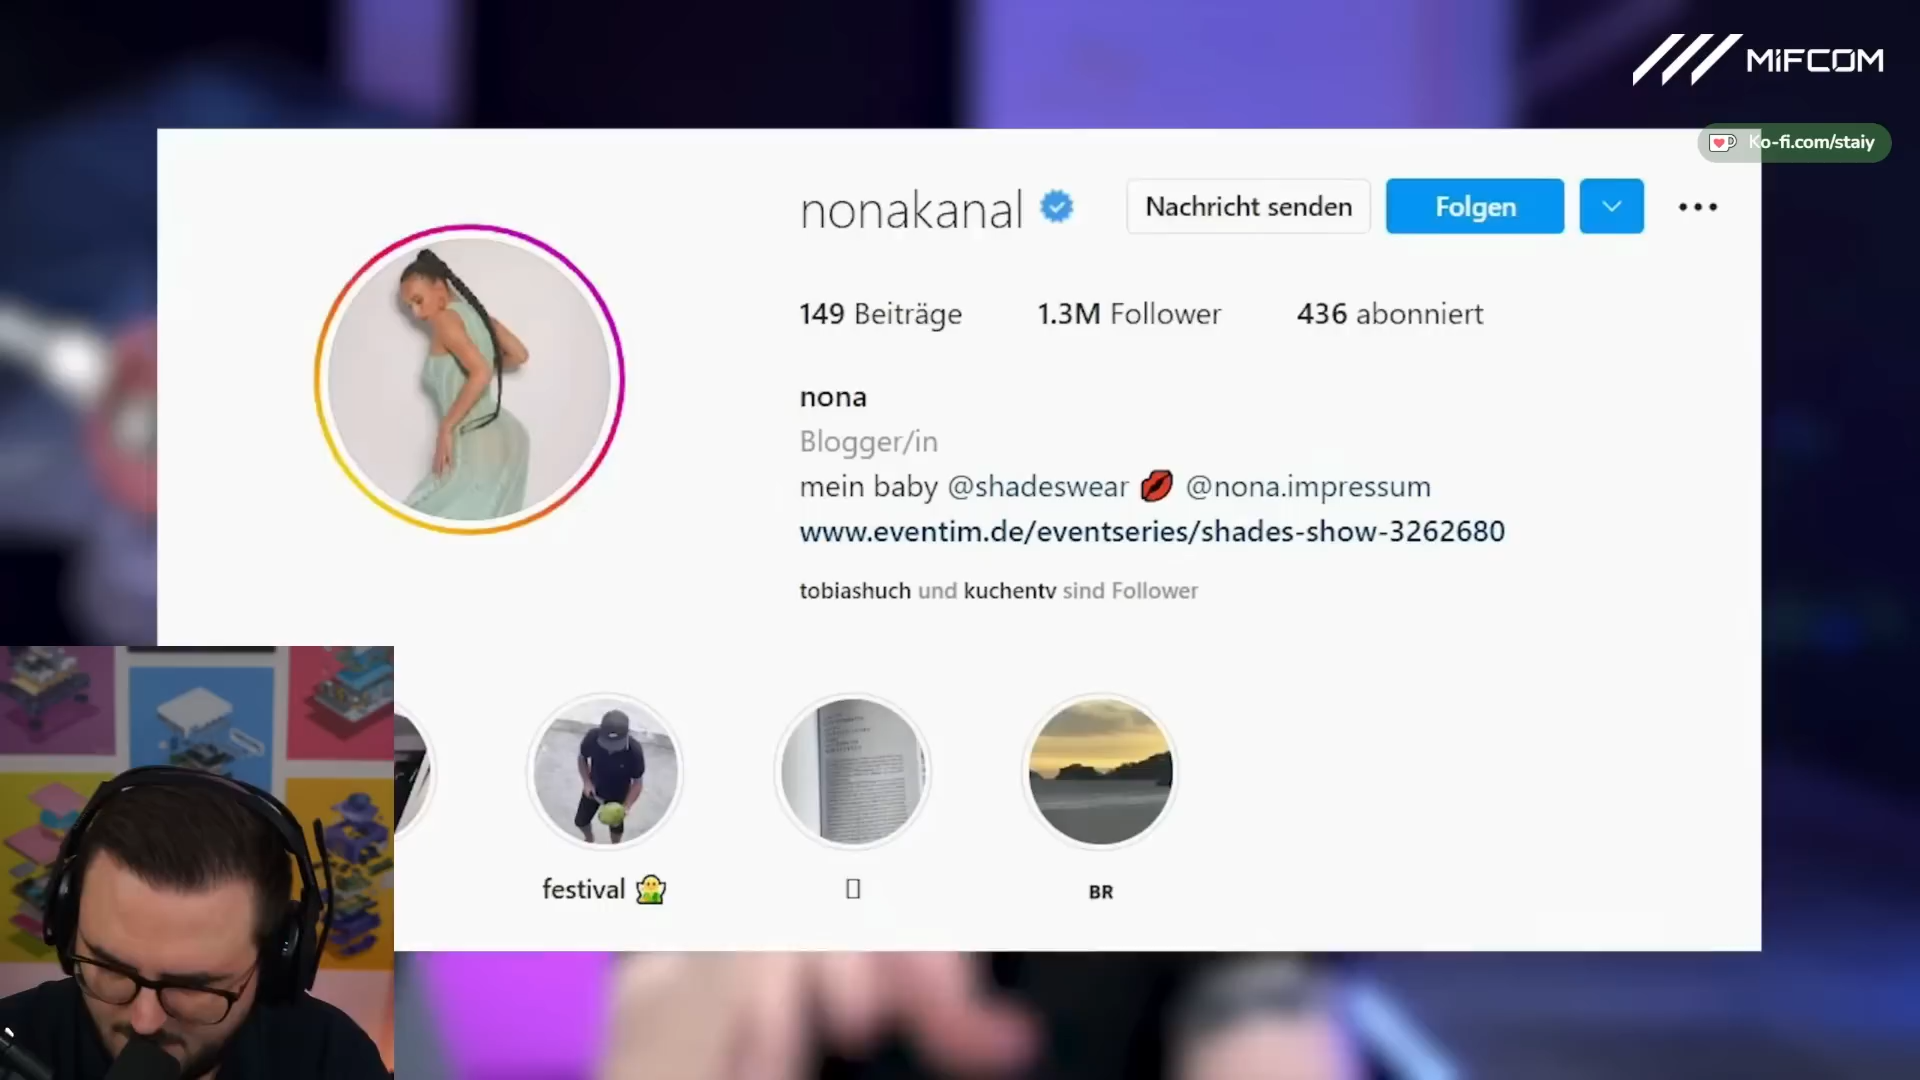 MIFCOM
Ko-fi.com/staiy
nonakanal
Nachricht senden
Folgen
149 Beiträge
1.3M Follower
436 abonniert
nona
Blogger/in
mein baby @shadeswear 💋 @nona.impressum
www.eventim.de/eventseries/shades-show-3262680
tobiashuch und kuchentv sind Follower
festival
BR